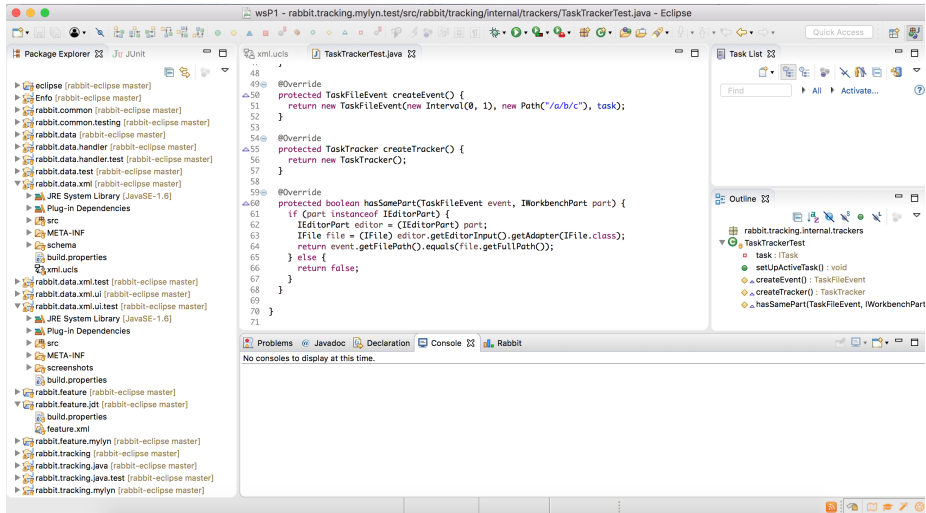 wsP1 - rabbit.tracking.mylyn.test/src/rabbit/tracking/internal/trackers/TaskTrackerTest.java - Eclipse
Quick Access
Package Explorer
JUnit
eclipse [rabbit-eclipse master]
Enfo [rabbit-eclipse master]
rabbit.common [rabbit-eclipse master]
rabbit.common.testing [rabbit-eclipse master]
rabbit.data [rabbit-eclipse master]
rabbit.data.handler [rabbit-eclipse master]
rabbit.data.handler.test [rabbit-eclipse master]
rabbit.data.test [rabbit-eclipse master]
rabbit.data.xml [rabbit-eclipse master]
JRE System Library [JavaSE-1.6]
Plug-in Dependencies
src
META-INF
schema
build.properties
xml.ucls
rabbit.data.xml.test [rabbit-eclipse master]
rabbit.data.xml.ui [rabbit-eclipse master]
rabbit.data.xml.ui.test [rabbit-eclipse master]
JRE System Library [JavaSE-1.6]
Plug-in Dependencies
src
META-INF
screenshots
build.properties
rabbit.feature [rabbit-eclipse master]
rabbit.feature.jdt [rabbit-eclipse master]
build.properties
feature.xml
rabbit.feature.mylyn [rabbit-eclipse master]
rabbit.tracking [rabbit-eclipse master]
rabbit.tracking.java [rabbit-eclipse master]
rabbit.tracking.java.test [rabbit-eclipse master]
rabbit.tracking.mylyn [rabbit-eclipse master]
xml.ucls
TaskTrackerTest.java
48
49 @Override
50 protected TaskFileEvent createEvent() {
51 return new TaskFileEvent(new Interval(0, 1), new Path("/a/b/c"), task);
52 }
53
54 @Override
55 protected TaskTracker createTracker() {
56 return new TaskTracker();
57 }
58
59 @Override
60 protected boolean hasSamePart(TaskFileEvent event, IWorkbenchPart part) {
61 if (part instanceof IEditorPart) {
62 IEditorPart editor = (IEditorPart) part;
63 IFile file = (IFile) editor.getEditorInput().getAdapter(IFile.class);
64 return event.getFilePath().equals(file.getFullPath());
65 } else {
66 return false;
67 }
68 }
69
70 }
71
Problems
@ Javadoc
Declaration
Console
Rabbit
No consoles to display at this time.
Task List
Find
All
Activate...
?
Outline
rabbit.tracking.internal.trackers
TaskTrackerTest
task : ITask
setUpActiveTask() : void
createEvent() : TaskFileEvent
createTracker() : TaskTracker
hasSamePart(TaskFileEvent, IWorkbenchPart